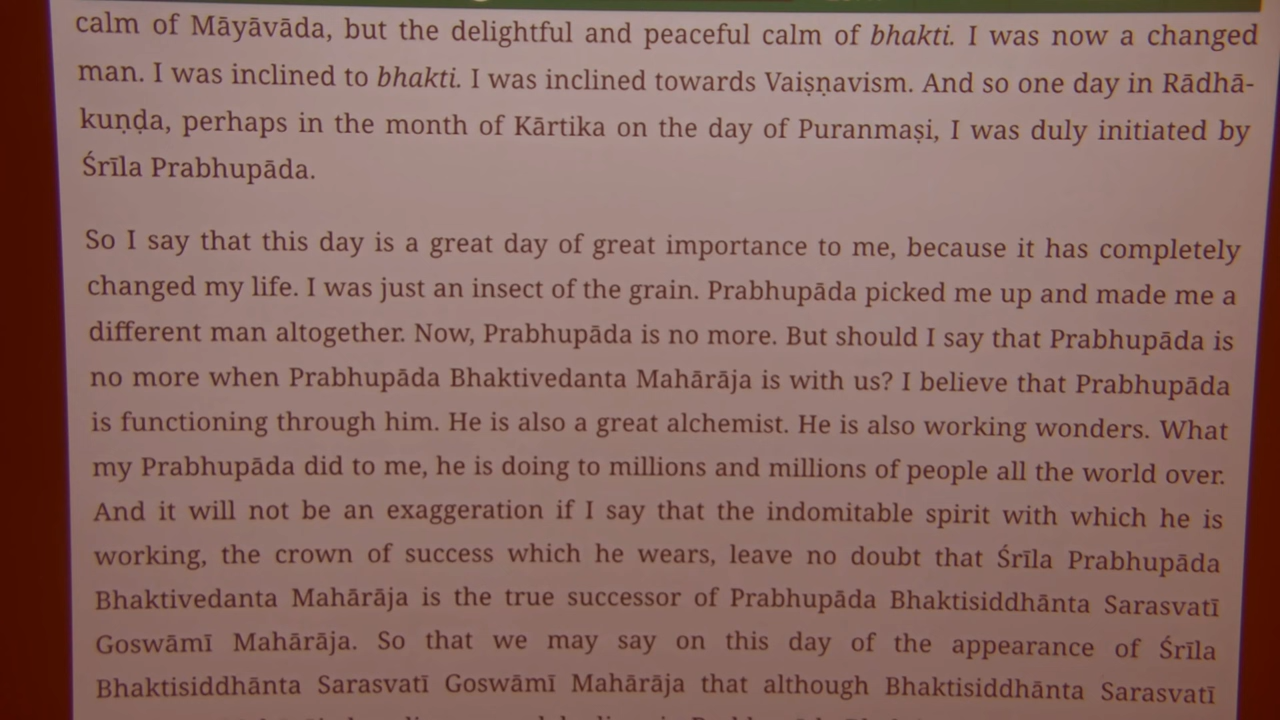 calm of Māyāvāda, but the delightful and peaceful calm of bhakti. I was now a changed
man. I was inclined to bhakti. I was inclined towards Vaiṣṇavism. And so one day in Rādhā-
kuṇḍa, perhaps in the month of Kārtika on the day of Puranmaṣi, I was duly initiated by
Śrīla Prabhupāda.
So I say that this day is a great day of great importance to me, because it has completely
changed my life. I was just an insect of the grain. Prabhupāda picked me up and made me a
different man altogether. Now, Prabhupāda is no more. But should I say that Prabhupāda is
no more when Prabhupāda Bhaktivedanta Mahārāja is with us? I believe that Prabhupāda
is functioning through him. He is also a great alchemist. He is also working wonders. What
my Prabhupāda did to me, he is doing to millions and millions of people all the world over.
And it will not be an exaggeration if I say that the indomitable spirit with which he is
working, the crown of success which he wears, leave no doubt that Śrīla Prabhupāda
Bhaktivedanta Mahārāja is the true successor of Prabhupāda Bhaktisiddhānta Sarasvatī
Goswāmī Mahārāja. So that we may say on this day of the appearance of Śrīla
Bhaktisiddhānta Sarasvatī Goswāmī Mahārāja that although Bhaktisiddhānta Sarasvatī